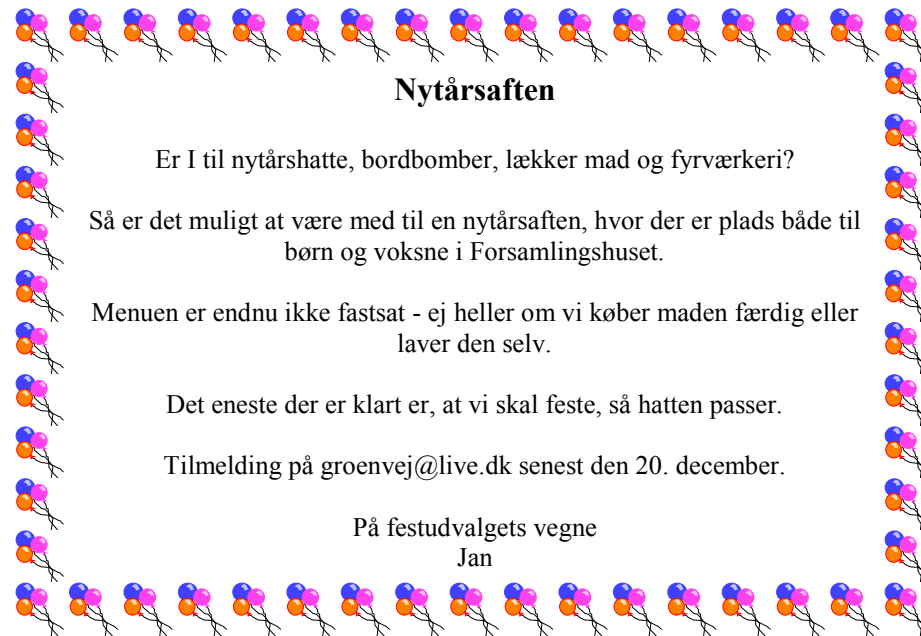 Nytårsaften
Er I til nytårshatte, bordbomber, lækker mad og fyrværkeri?
Så er det muligt at være med til en nytårsaften, hvor der er plads både til
børn og voksne i Forsamlingshuset.
Menuen er endnu ikke fastsat - ej heller om vi køber maden færdig eller
laver den selv.
Det eneste der er klart er, at vi skal feste, så hatten passer.
Tilmelding på groenvej@live.dk senest den 20. december.
På festudvalgets vegne
Jan